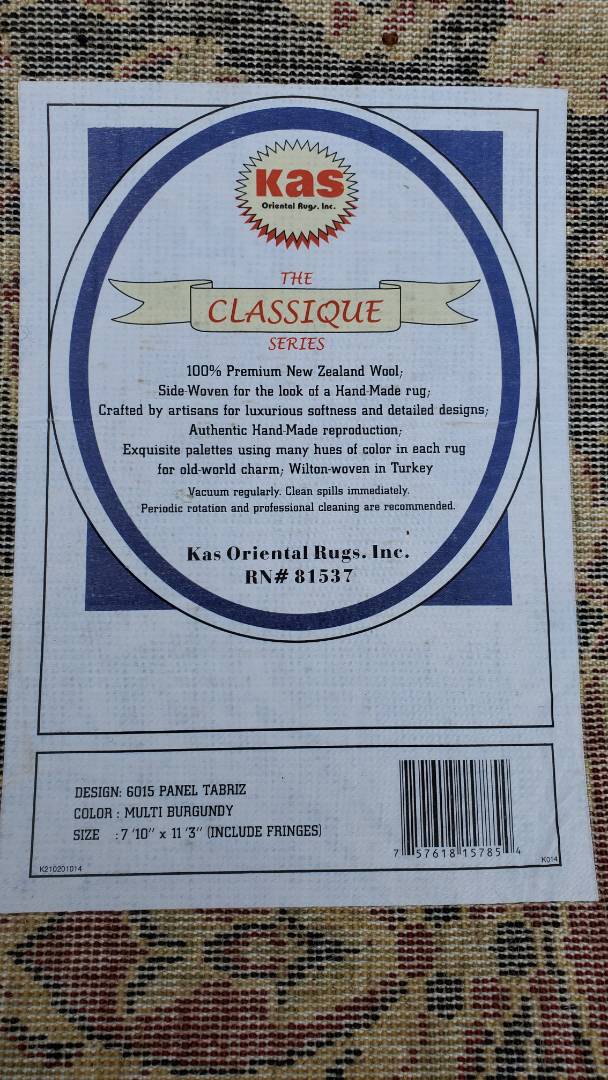 Kas
Oriental Rugs, Inc.
THE
CLASSIQUE
SERIES
100% Premium New Zealand Wool;
Side-Woven for the look of a Hand-Made rug;
Crafted by artisans for luxurious softness and detailed designs;
Authentic Hand-Made reproduction;
Exquisite palettes using many hues of color in each rug
for old-world charm; Wilton-woven in Turkey
Vacuum regularly. Clean spills immediately.
Periodic rotation and professional cleaning are recommended.
Kas Oriental Rugs. Inc.
RN# 81537
DESIGN: 6015 PANEL TABRIZ
COLOR : MULTI BURGUNDY
SIZE : 7 '10" x 11 '3" (INCLUDE FRINGES)
7 57618 15785 4
K210201014
K014